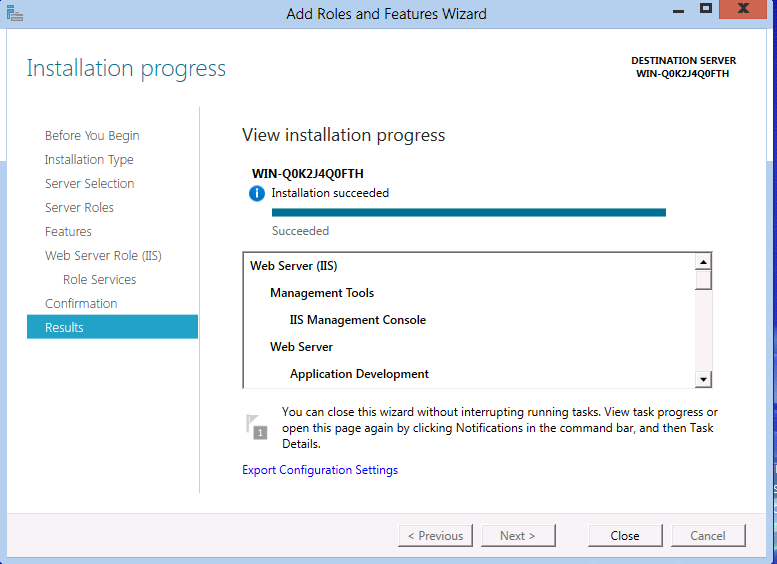 Add Roles and Features Wizard
Installation progress
DESTINATION SERVER
WIN-Q0K2J4Q0FTH
Before You Begin
Installation Type
Server Selection
Server Roles
Features
Web Server Role (IIS)
Role Services
Confirmation
Results
View installation progress
WIN-Q0K2J4Q0FTH
Installation succeeded
Succeeded
Web Server (IIS)
Management Tools
IIS Management Console
Web Server
Application Development
1
You can close this wizard without interrupting running tasks. View task progress or
open this page again by clicking Notifications in the command bar, and then Task
Details.
Export Configuration Settings
< Previous
Next >
Close
Cancel